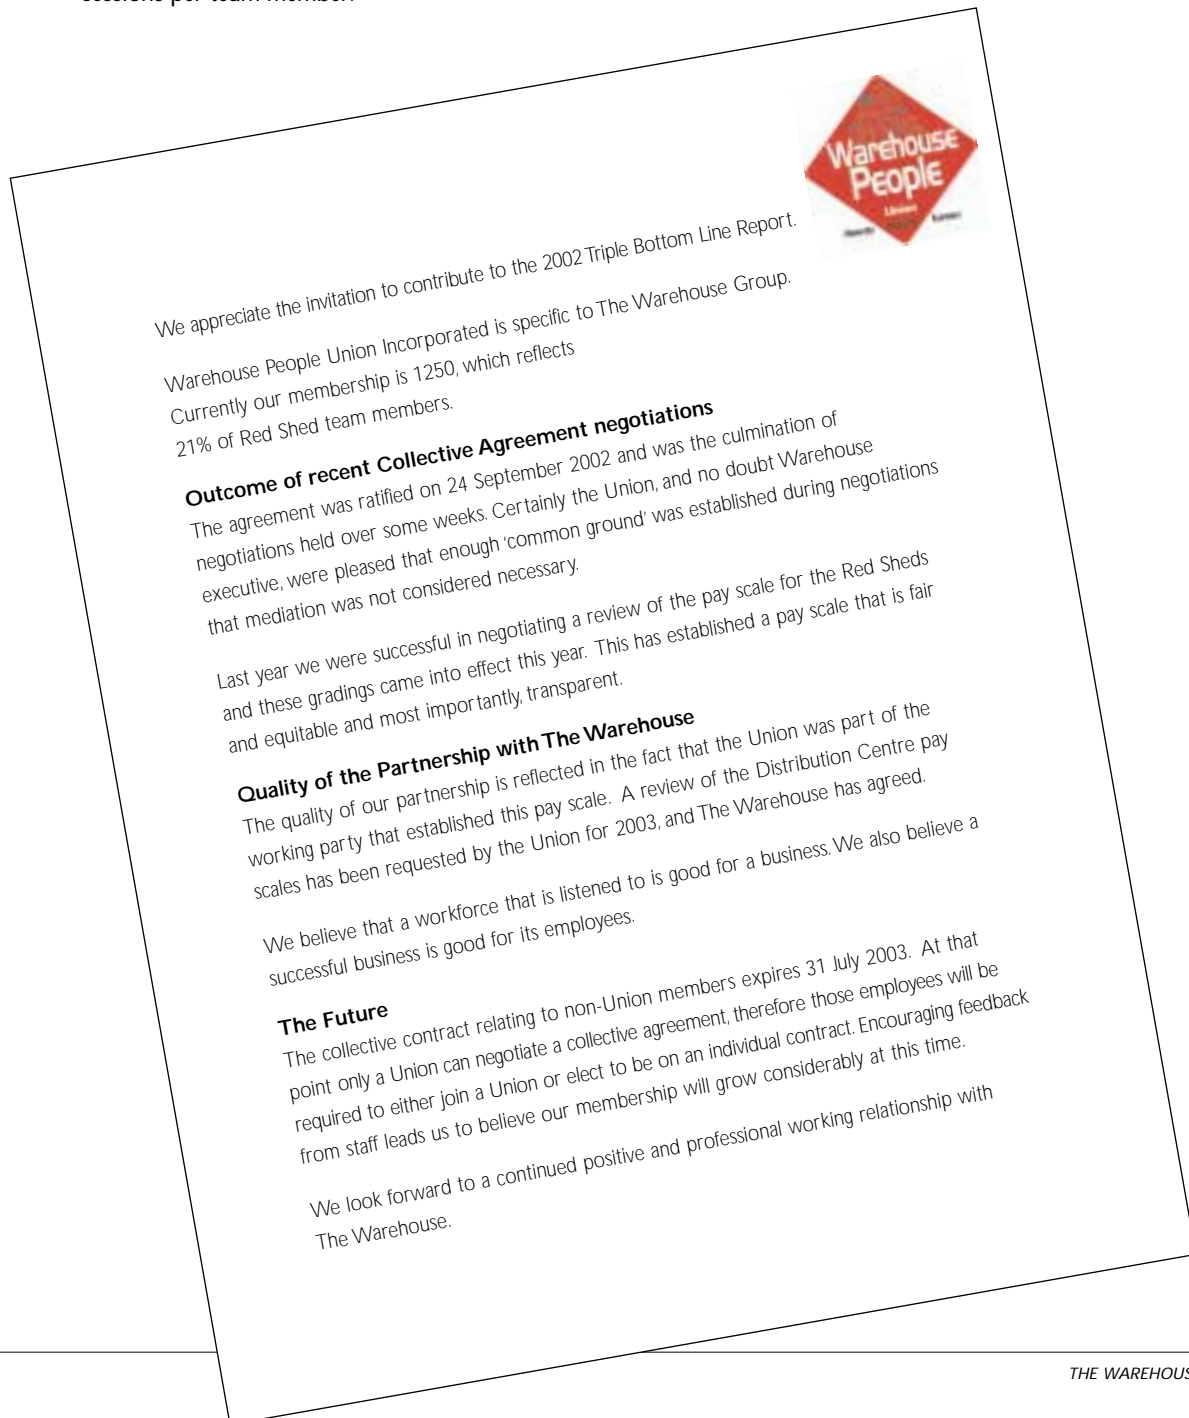 sessions per team member.
Warehouse
People
Union
We appreciate the invitation to contribute to the 2002 Triple Bottom Line Report.
Warehouse People Union Incorporated is specific to The Warehouse Group.
Currently our membership is 1250, which reflects
21% of Red Shed team members.
Outcome of recent Collective Agreement negotiations
The agreement was ratified on 24 September 2002 and was the culmination of
negotiations held over some weeks. Certainly the Union, and no doubt Warehouse
executive, were pleased that enough 'common ground' was established during negotiations
that mediation was not considered necessary.
Last year we were successful in negotiating a review of the pay scale for the Red Sheds
and these gradings came into effect this year. This has established a pay scale that is fair
and equitable and most importantly, transparent.
Quality of the Partnership with The Warehouse
The quality of our partnership is reflected in the fact that the Union was part of the
working party that established this pay scale. A review of the Distribution Centre pay
scales has been requested by the Union for 2003, and The Warehouse has agreed.
We believe that a workforce that is listened to is good for a business. We also believe a
successful business is good for its employees.
The Future
The collective contract relating to non-Union members expires 31 July 2003. At that
point only a Union can negotiate a collective agreement, therefore those employees will be
required to either join a Union or elect to be on an individual contract. Encouraging feedback
from staff leads us to believe our membership will grow considerably at this time.
We look forward to a continued positive and professional working relationship with
The Warehouse.
THE WAREHOUS